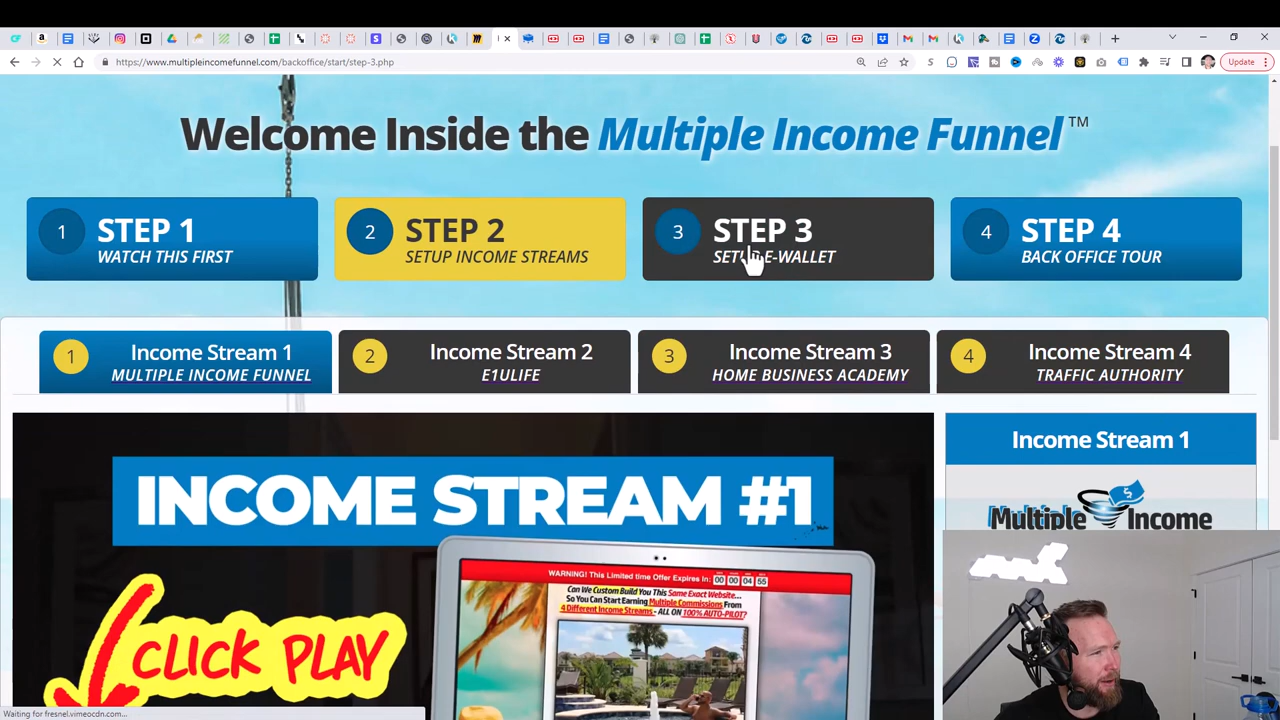 Update
https://www.multipleincomefunnel.com/backoffice/start/step-3.php
Welcome Inside the Multiple Income Funnel™
1
STEP 1
WATCH THIS FIRST
2
STEP 2
SETUP INCOME STREAMS
3
STEP 3
E-WALLET
4
STEP 4
BACK OFFICE TOUR
1
Income Stream 1
MULTIPLE INCOME FUNNEL
2
Income Stream 2
E1ULIFE
3
Income Stream 3
HOME BUSINESS ACADEMY
4
Income Stream 4
TRAFFIC AUTHORITY
INCOME STREAM #1
CLICK PLAY
WARNING! This Limited time Offer Expires In: 00 00 04 55
Can We Custom Build You This Same Exact Website...
So You Can Start Earning Multiple Commissions From
4 Different Income Streams - ALL ON 100% AUTO-PILOT?
Income Stream 1
Multiple Income
Waiting for fresnel.vimeocdn.com...